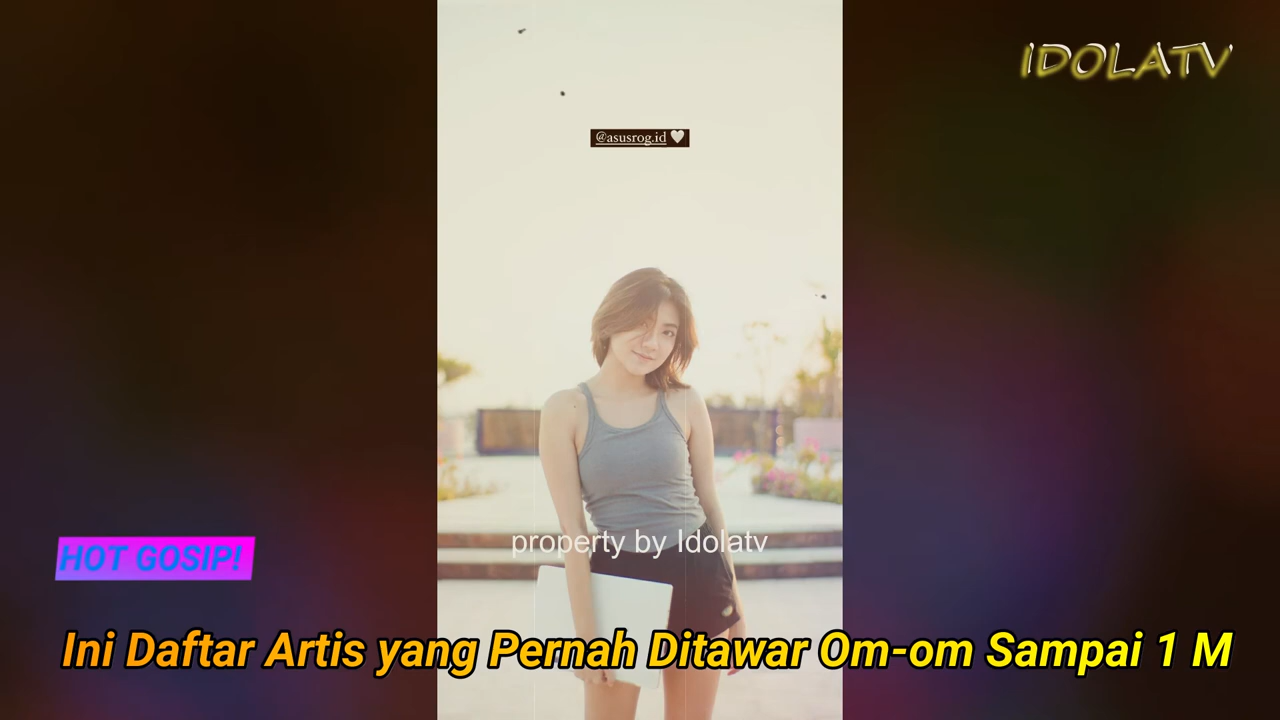 IDOLATV
@asusrog.id 🤍
property by Idolatv
HOT GOSIP!
Ini Daftar Artis yang Pernah Ditawar Om-om Sampai 1 M